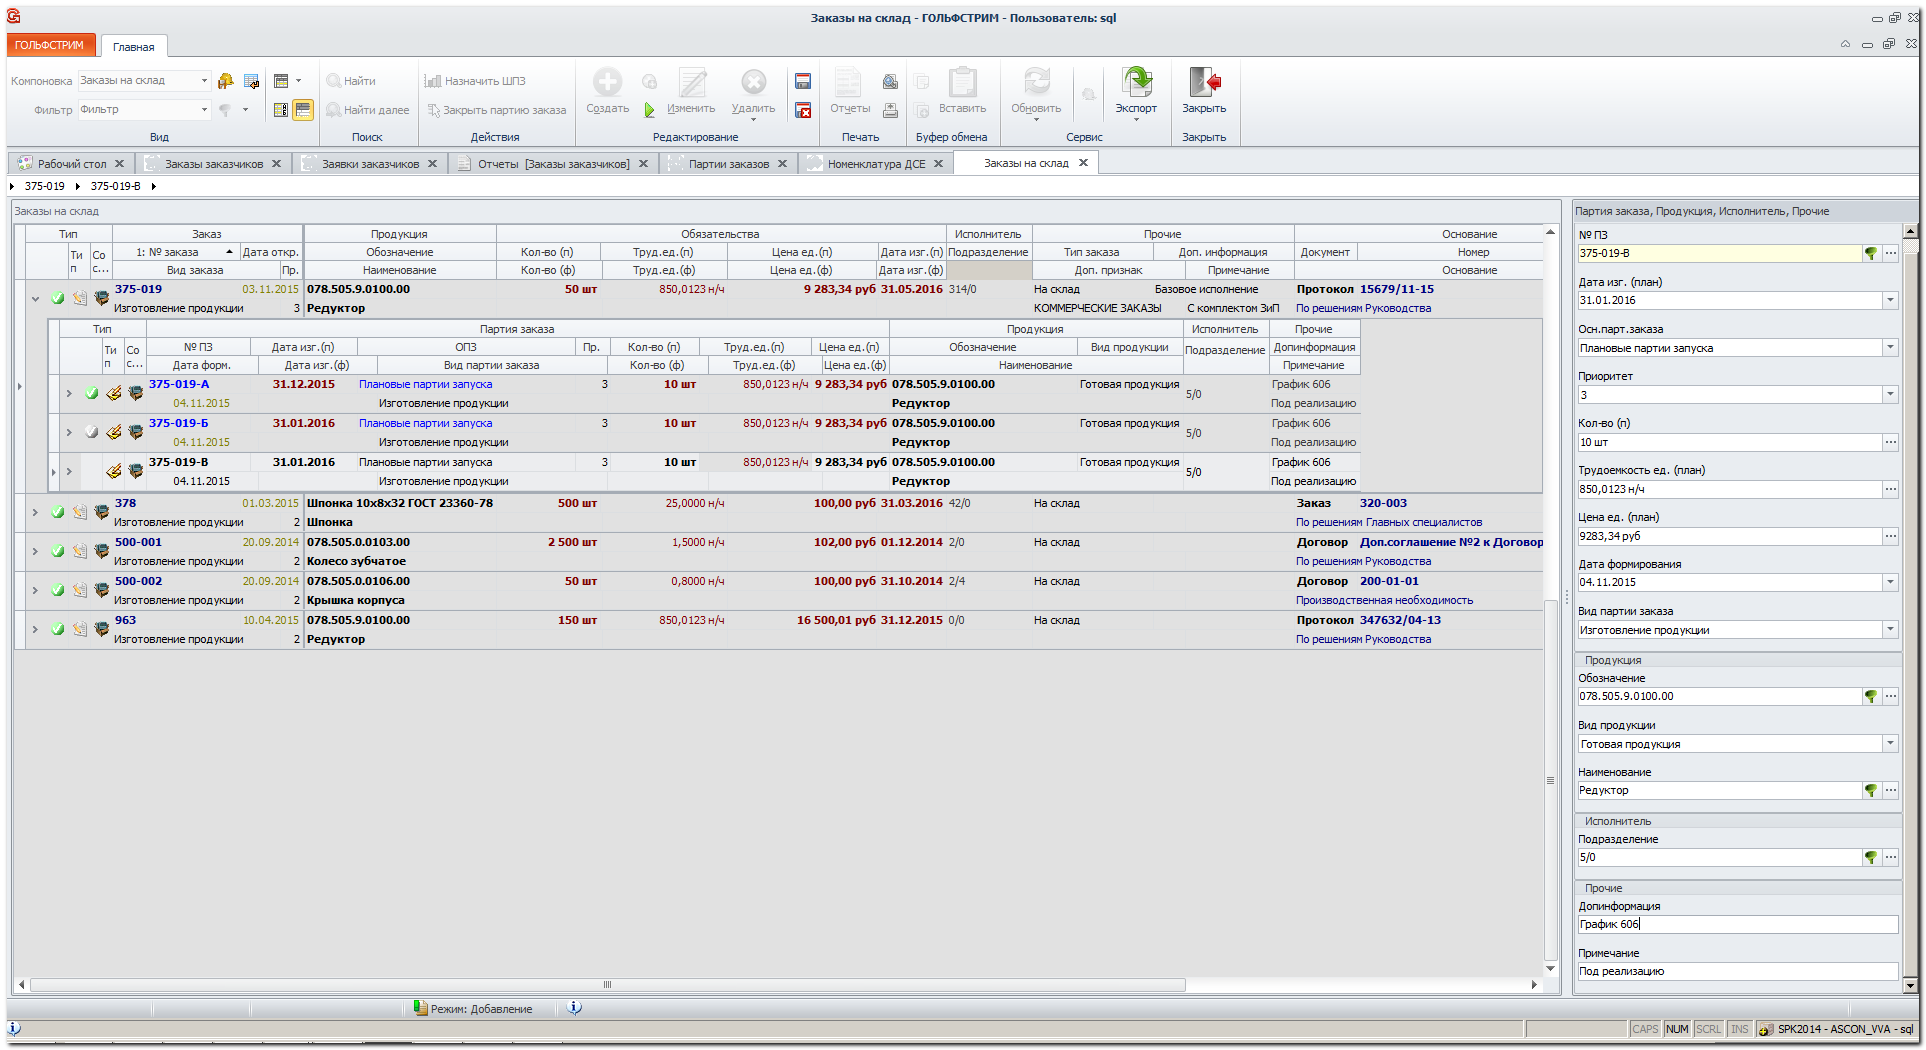 Заказы на склад - ГОЛЬФСТРИМ - Пользователь: sql
ГОЛЬФСТРИМ Главная
Компоновка Заказы на склад Найти Назначить ШПЗ
Фильтр Фильтр Найти далее Закрыть партию заказа Создать Изменить Удалить Отчеты Вставить Обновить Экспорт Закрыть
Вид Поиск Действия Редактирование Печать Буфер обмена Сервис Закрыть
Рабочий стол Заказы заказчиков Заявки заказчиков Отчеты [Заказы заказчиков] Партии заказов Номенклатура ДСЕ Заказы на склад
375-019 375-019-В
Заказы на склад
Тип Заказ Продукция Обязательства Исполнитель Прочие Основание
Ти п Со с... 1: № заказа Дата откр. Обозначение Кол-во (п) Труд.ед.(п) Цена ед.(п) Дата изг.(п) Подразделение Тип заказа Доп. информация Документ Номер
Вид заказа Пр. Наименование Кол-во (ф) Труд.ед.(ф) Цена ед.(ф) Дата изг.(ф) Доп. признак Примечание Основание
375-019 03.11.2015 078.505.9.0100.00 50 шт 850,0123 н/ч 9 283,34 руб 31.05.2016 314/0 На склад Базовое исполнение Протокол 15679/11-15
Изготовление продукции 3 Редуктор КОММЕРЧЕСКИЕ ЗАКАЗЫ С комплектом ЗиП По решениям Руководства
Тип Партия заказа Продукция Исполнитель Прочие
Ти п Со с... № ПЗ Дата изг.(п) ОПЗ Пр. Кол-во (п) Труд.ед.(п) Цена ед.(п) Обозначение Вид продукции Подразделение Допинформация
Дата форм. Дата изг.(ф) Вид партии заказа Кол-во (ф) Труд.ед.(ф) Цена ед.(ф) Наименование Примечание
375-019-А 31.12.2015 Плановые партии запуска 3 10 шт 850,0123 н/ч 9 283,34 руб 078.505.9.0100.00 Готовая продукция 5/0 График 606
04.11.2015 Изготовление продукции Редуктор Под реализацию
375-019-Б 31.01.2016 Плановые партии запуска 3 10 шт 850,0123 н/ч 9 283,34 руб 078.505.9.0100.00 Готовая продукция 5/0 График 606
04.11.2015 Изготовление продукции Редуктор Под реализацию
375-019-В 31.01.2016 Плановые партии запуска 3 10 шт 850,0123 н/ч 9 283,34 руб 078.505.9.0100.00 Готовая продукция 5/0 График 606
04.11.2015 Изготовление продукции Редуктор Под реализацию
378 01.03.2015 Шпонка 10х8х32 ГОСТ 23360-78 500 шт 25,0000 н/ч 100,00 руб 31.03.2016 42/0 На склад Заказ 320-003
Изготовление продукции 2 Шпонка По решениям Главных специалистов
500-001 20.09.2014 078.505.0.0103.00 2 500 шт 1,5000 н/ч 102,00 руб 01.12.2014 2/0 На склад Договор Доп.соглашение №2 к Договор
Изготовление продукции 2 Колесо зубчатое По решениям Руководства
500-002 20.09.2014 078.505.0.0106.00 50 шт 0,8000 н/ч 100,00 руб 31.10.2014 2/4 На склад Договор 200-01-01
Изготовление продукции 2 Крышка корпуса Производственная необходимость
963 10.04.2015 078.505.9.0100.00 150 шт 850,0123 н/ч 16 500,01 руб 31.12.2015 0/0 На склад Протокол 347632/04-13
Изготовление продукции 2 Редуктор По решениям Руководства
Партия заказа, Продукция, Исполнитель, Прочие
№ ПЗ
375-019-В
Дата изг. (план)
31.01.2016
Осн.парт.заказа
Плановые партии запуска
Приоритет
3
Кол-во (п)
10 шт
Трудоемкость ед. (план)
850,0123 н/ч
Цена ед. (план)
9283,34 руб
Дата формирования
04.11.2015
Вид партии заказа
Изготовление продукции
Продукция
Обозначение
078.505.9.0100.00
Вид продукции
Готовая продукция
Наименование
Редуктор
Исполнитель
Подразделение
5/0
Прочие
Допинформация
График 606
Примечание
Под реализацию
Режим: Добавление
CAPS NUM SCRL INS SPK2014 - ASCON_VVA - sql